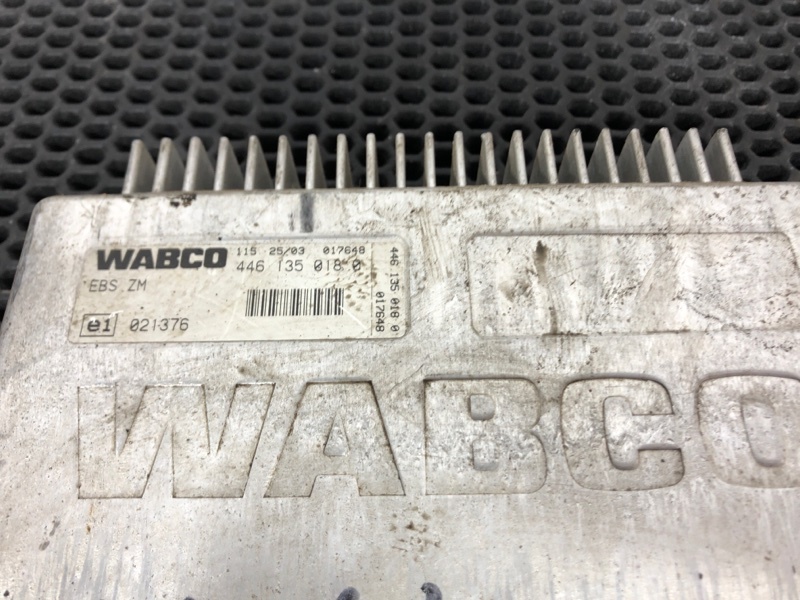 WABCO 115 25/03 017648
446 135 018 0
EBS ZM
e1 021376
446 135 018 0
017648
WABCO